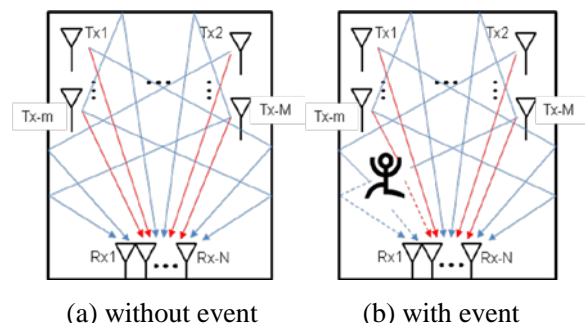 Tx1
Tx2
Tx-m
Tx-M
Rx1
Rx-N
(a) without event
Tx1
Tx2
Tx-m
Tx-M
Rx1
Rx-N
(b) with event